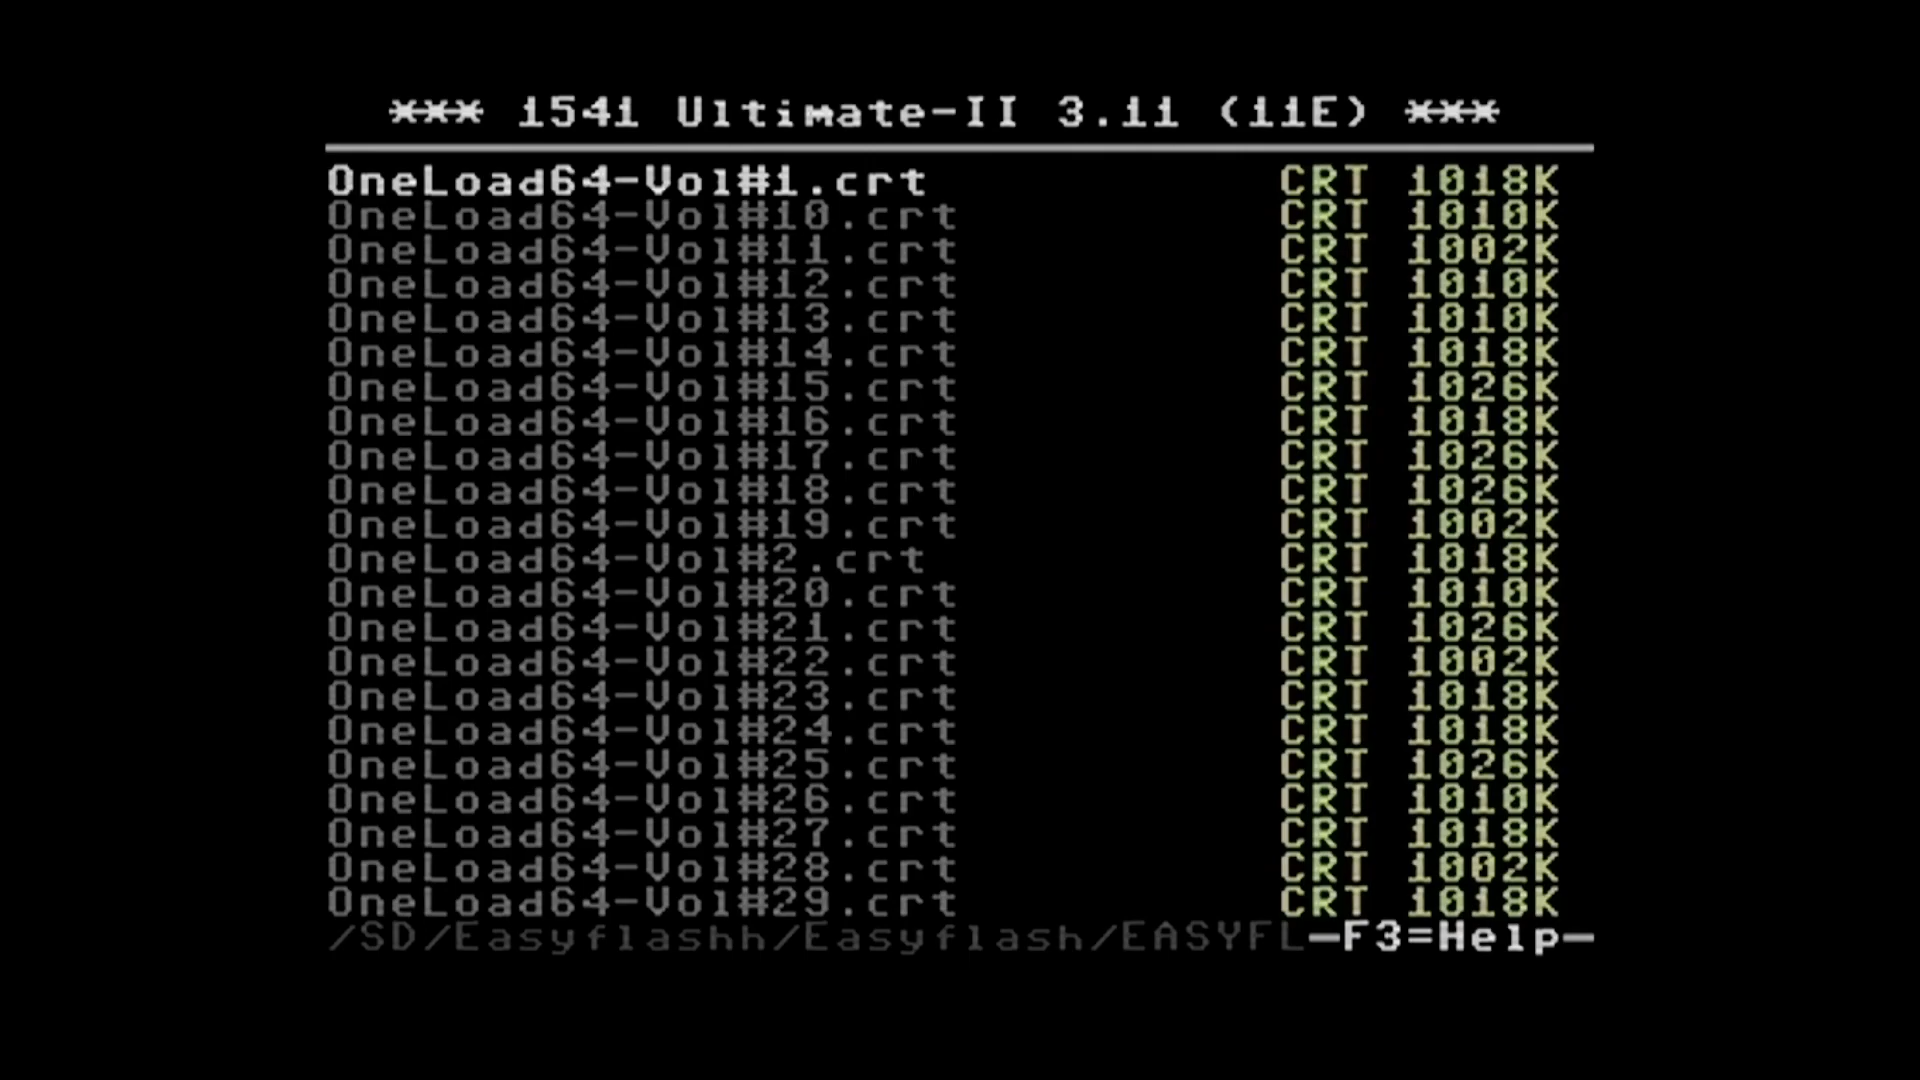 *** 1541 Ultimate-II 3.11 (11E) ***
OneLoad64-Vol#1.crt CRT 1018K
OneLoad64-Vol#10.crt CRT 1010K
OneLoad64-Vol#11.crt CRT 1002K
OneLoad64-Vol#12.crt CRT 1010K
OneLoad64-Vol#13.crt CRT 1010K
OneLoad64-Vol#14.crt CRT 1018K
OneLoad64-Vol#15.crt CRT 1026K
OneLoad64-Vol#16.crt CRT 1018K
OneLoad64-Vol#17.crt CRT 1026K
OneLoad64-Vol#18.crt CRT 1026K
OneLoad64-Vol#19.crt CRT 1002K
OneLoad64-Vol#2.crt CRT 1018K
OneLoad64-Vol#20.crt CRT 1010K
OneLoad64-Vol#21.crt CRT 1026K
OneLoad64-Vol#22.crt CRT 1002K
OneLoad64-Vol#23.crt CRT 1018K
OneLoad64-Vol#24.crt CRT 1018K
OneLoad64-Vol#25.crt CRT 1026K
OneLoad64-Vol#26.crt CRT 1010K
OneLoad64-Vol#27.crt CRT 1018K
OneLoad64-Vol#28.crt CRT 1002K
OneLoad64-Vol#29.crt CRT 1018K
/SD/Easyflashh/Easyflash/EASYFL-F3=Help-